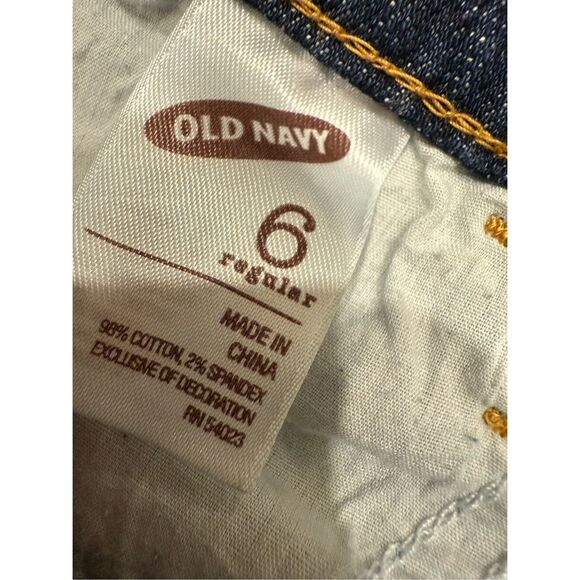 OLD NAVY
6
regular
MADE IN
CHINA
98% COTTON, 2% SPANDEX
EXCLUSIVE OF DECORATION
RN 54023